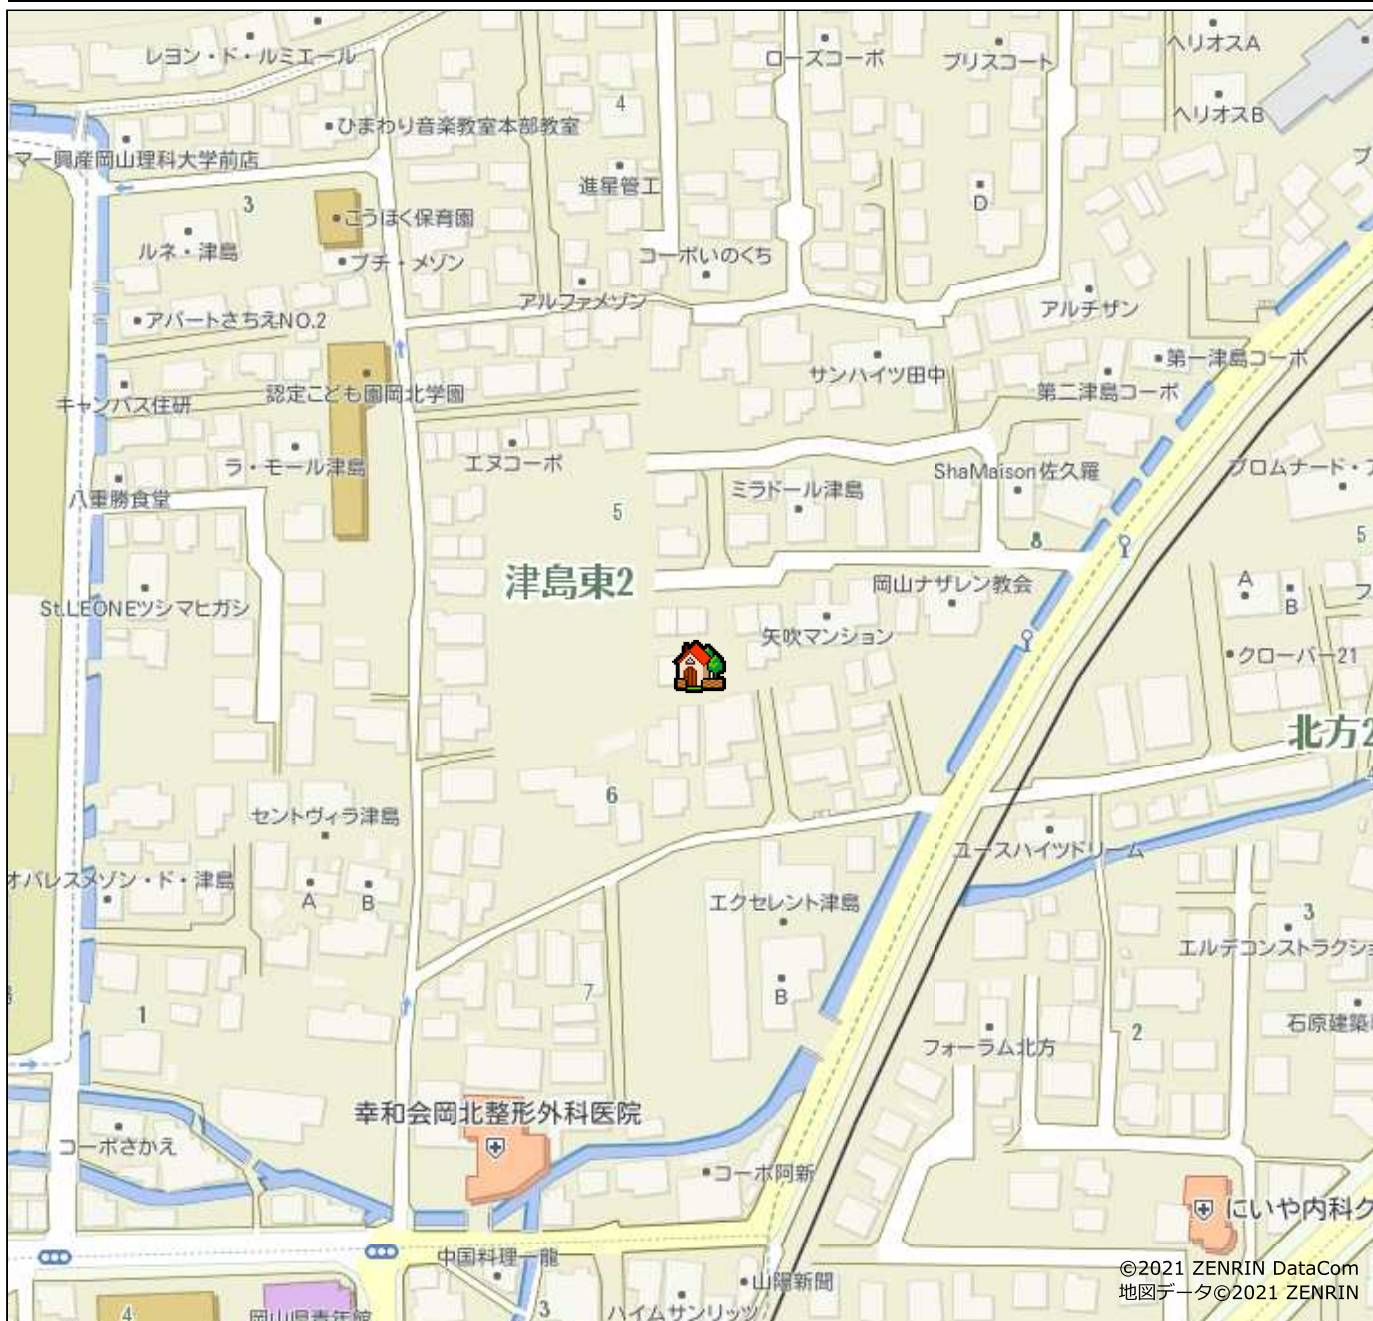 レヨン・ド・ルミエール
ローズコーポ
ブリスコート
ヘリオスA
ヘリオスB
4
ひまわり音楽教室本部教室
マー興産岡山理科大学前店
進星管工
3
こうほく保育園
D
ルネ・津島
プチ・メゾン
コーポいのくち
アルファメゾン
アルチザン
アパートさちえNO.2
サンハイツ田中
第一津島コーポ
第二津島コーポ
認定こども園岡北学園
キャンパス住研
ラ・モール津島
エヌコーポ
ShaMaison佐久羅
プロムナード・
ミラドール津島
八重勝食堂
5
8
5
津島東2
岡山ナザレン教会
A
B
St.LEONEツシマヒガシ
矢吹マンション
クローバー21
北方2
6
セントヴィラ津島
ユースハイツドリーム
オパレスメゾン・ド・津島
A
B
エクセレント津島
3
エルデコンストラクショ
B
7
1
石原建築
2
フォーラム北方
幸和会岡北整形外科医院
コーポさかえ
コーポ阿新
にいや内科ク
中国料理一龍
山陽新聞
©2021 ZENRIN DataCom
地図データ©2021 ZENRIN
4
岡山県青年館
3
ハイムサンリッツ